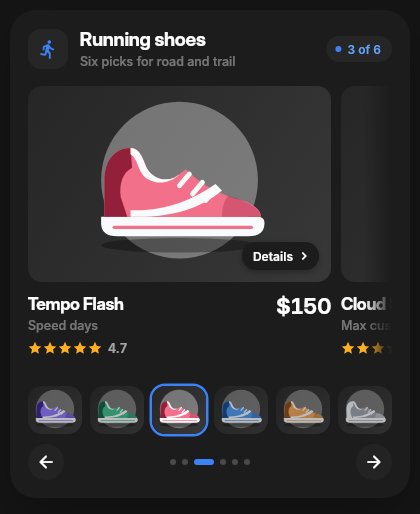 Running shoes
Six picks for road and trail
3 of 6
Details
Tempo Flash
$150
Speed days
4.7
Cloud
Max